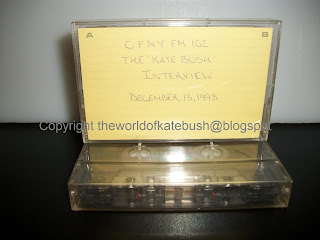 A B
C F N Y FM 102
THE 'KATE BUSH'
INTERVIEW
DECEMBER 13, 1993
Copyright theworldofkatebush@blogspot